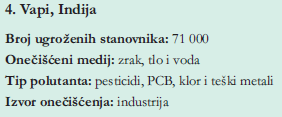 4. Vapi, Indija
Broj ugroženih stanovnika: 71 000
Onečišćeni medij: zrak, tlo i voda
Tip polutanta: pesticidi, PCB, klor i teški metali
Izvor onečišćenja: industrija